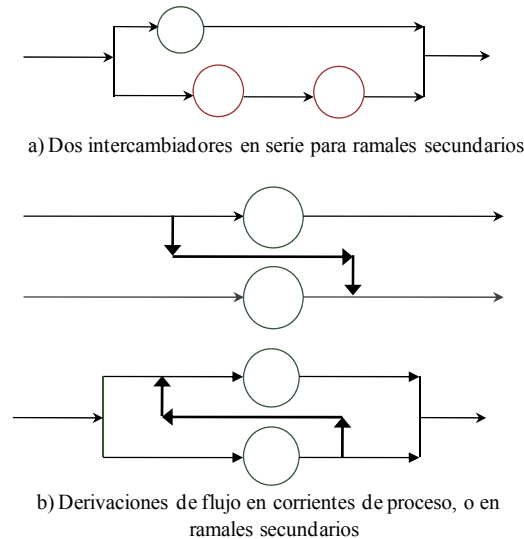 a) Dos intercambiadores en serie para ramales secundarios
b) Derivaciones de flujo en corrientes de proceso, o en
ramales secundarios